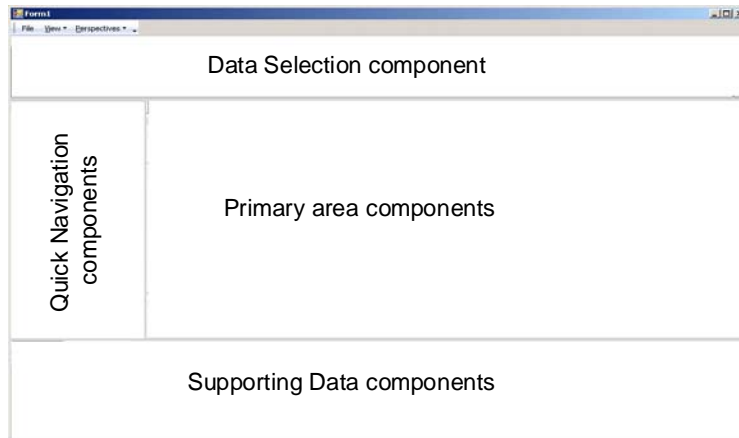 Form1
File View Perspectives
Data Selection component
Quick Navigation
components
Primary area components
Supporting Data components